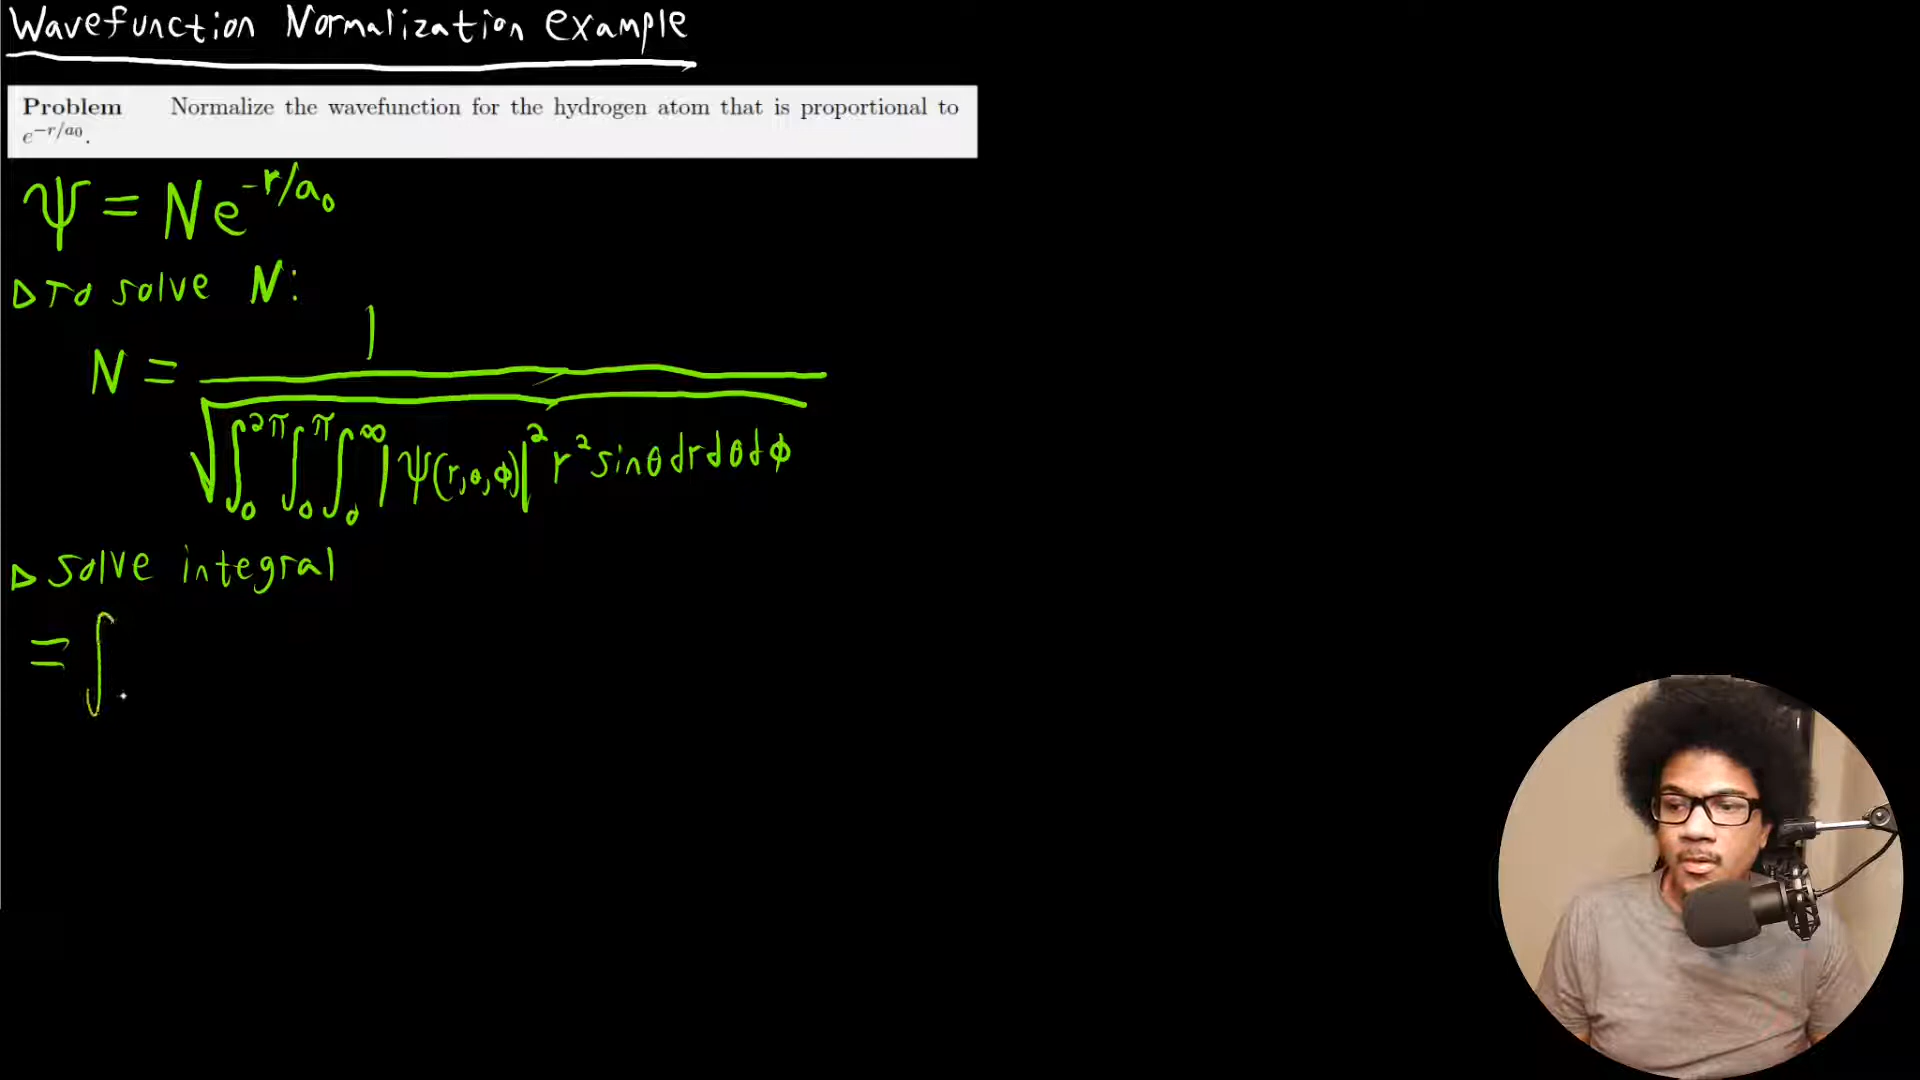 Wavefunction Normalization example
Problem Normalize the wavefunction for the hydrogen atom that is proportional to
e^{-r/a_0}.
Ψ = Ne^{-r/a_0}
▷ To solve N:
N = 1 / √(∫_0^{2π} ∫_0^π ∫_0^∞ |Ψ(r,θ,ϕ)|^2 r^2 sinθ dr dθ dϕ)
▷ solve integral
= ∫